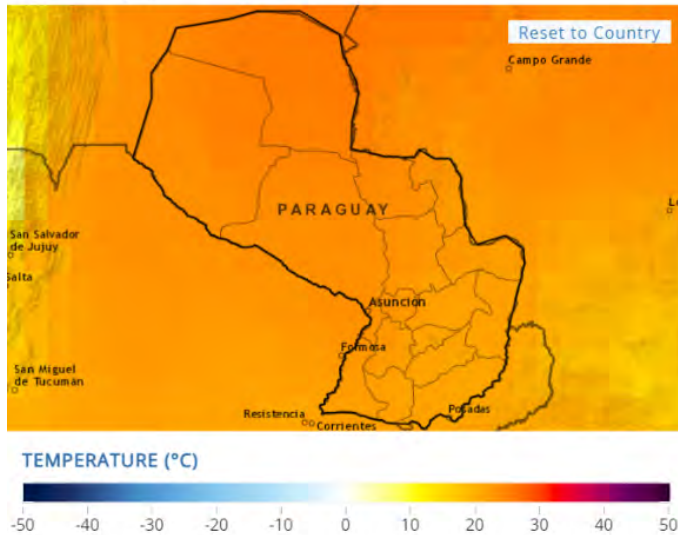 Reset to Country
Campo Grande
PARAGUAY
San Salvador
de Jujuy
Salta
Asunción
Formosa
San Miguel
de Tucumán
Posadas
Resistencia
Corrientes
TEMPERATURE (°C)
-50 -40 -30 -20 -10 0 10 20 30 40 50